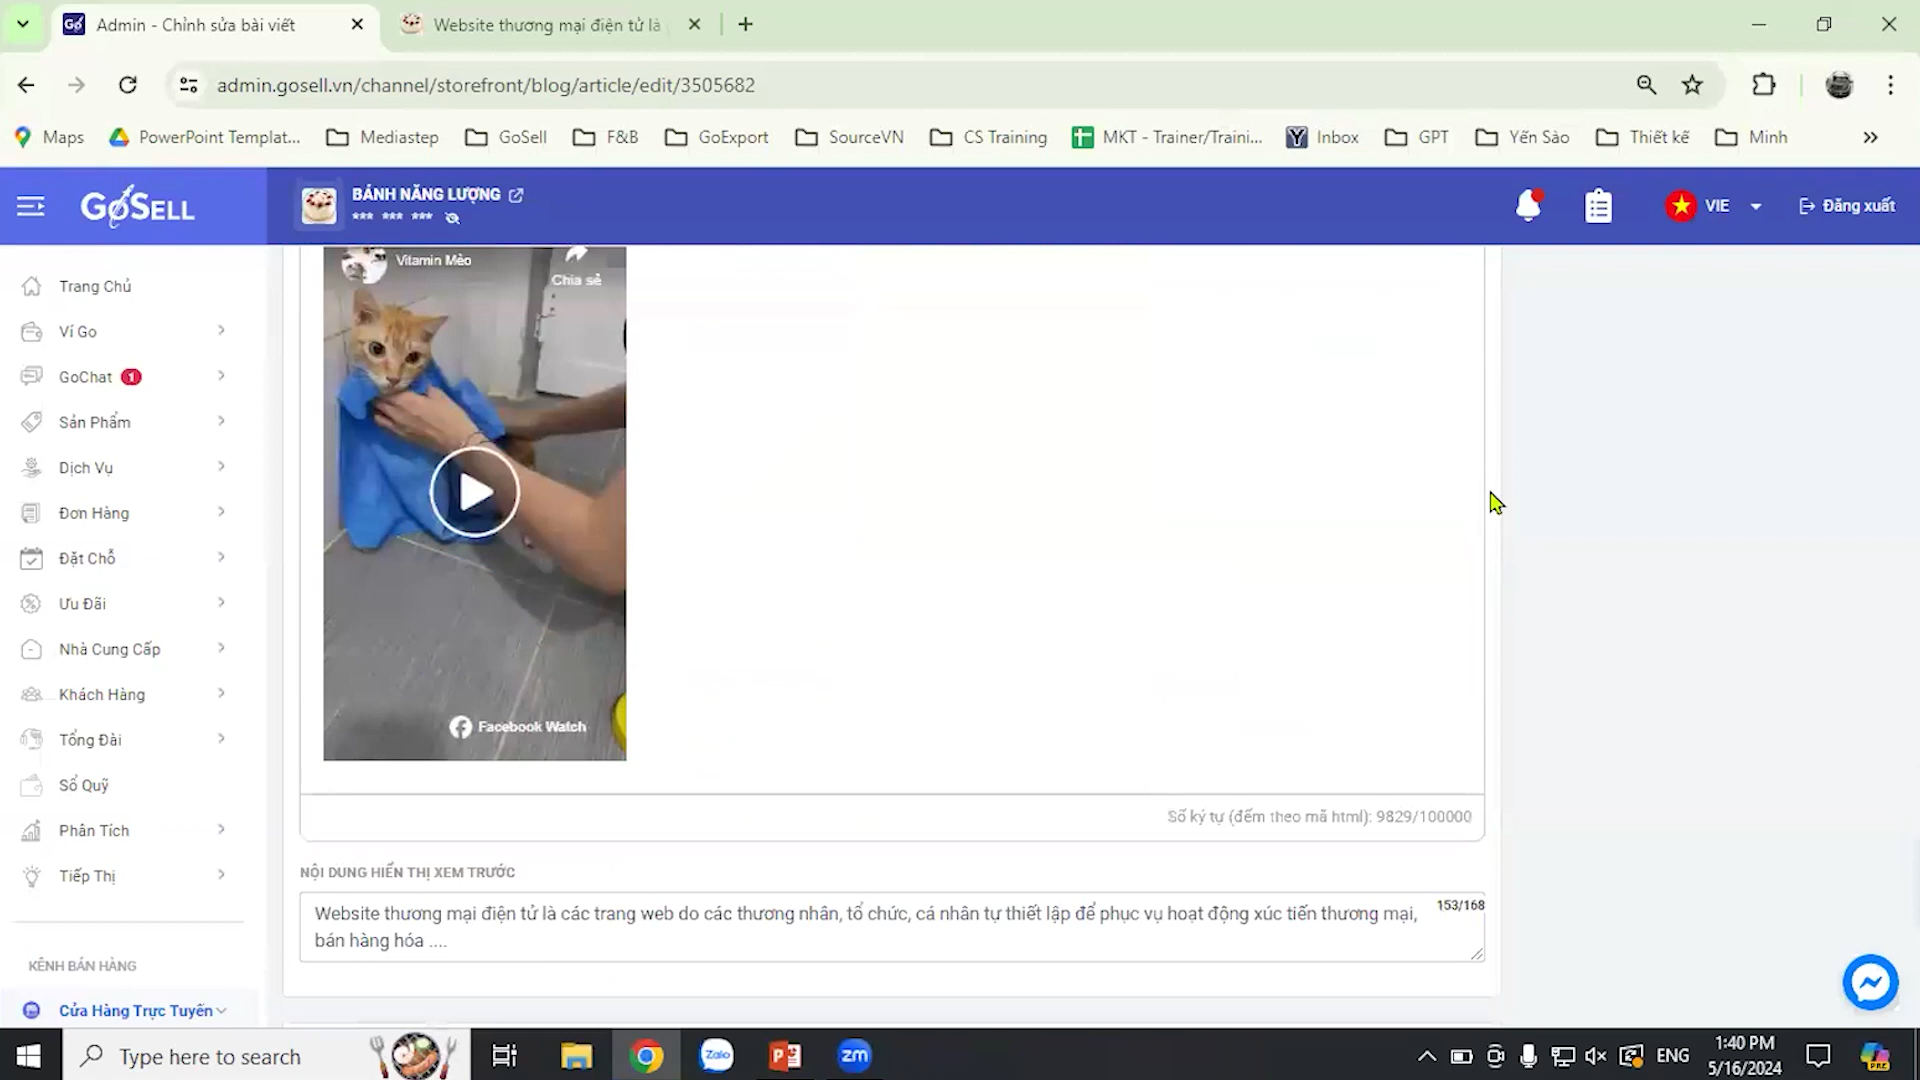 Admin - Chỉnh sửa bài viết
Website thương mại điện tử là
admin.gosell.vn/channel/storefront/blog/article/edit/3505682
Maps
PowerPoint Templat...
Mediastep
GoSell
F&B
GoExport
SourceVN
CS Training
MKT - Trainer/Traini...
Inbox
GPT
Yến Sào
Thiết kế
Minh
GOSELL
BÁNH NĂNG LƯỢNG
*** *** ***
VIE
Đăng xuất
Trang Chủ
Ví Go
GoChat 1
Sản Phẩm
Dịch Vụ
Đơn Hàng
Đặt Chỗ
Ưu Đãi
Nhà Cung Cấp
Khách Hàng
Tổng Đài
Sổ Quỹ
Phân Tích
Tiếp Thị
KÊNH BÁN HÀNG
Cửa Hàng Trực Tuyến
Vitamin Mèo
Chia sẻ
Facebook Watch
Số ký tự (đếm theo mã html): 9829/100000
NỘI DUNG HIỂN THỊ XEM TRƯỚC
Website thương mại điện tử là các trang web do các thương nhân, tổ chức, cá nhân tự thiết lập để phục vụ hoạt động xúc tiến thương mại,
bán hàng hóa ....
153/168
Type here to search
Zalo
zm
ENG
1:40 PM
5/16/2024